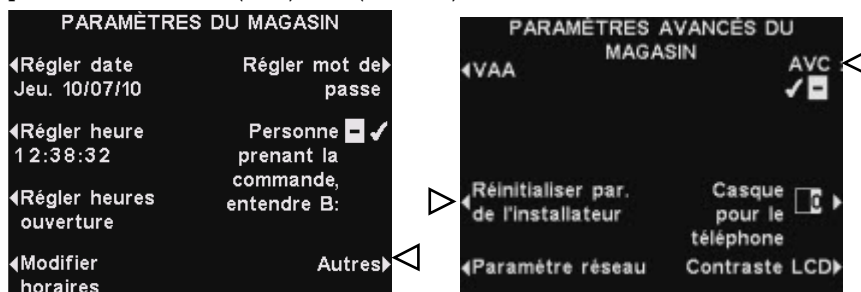 PARAMÈTRES DU MAGASIN
Régler date
Jeu. 10/07/10
Régler mot de
passe
Régler heure
12:38:32
Personne
prenant la
commande,
entendre B:
Régler heures
ouverture
Modifier
horaires
Autres
PARAMÈTRES AVANCÉS DU
MAGASIN
VAA
AVC
Réinitialiser par.
de l'installateur
Casque
pour le
téléphone
0
Paramètre réseau
Contraste LCD